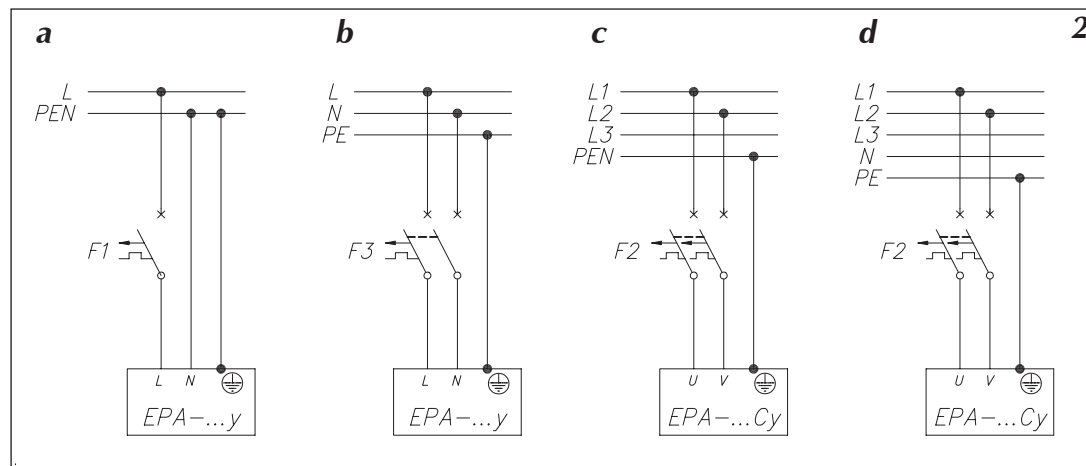 a
L
PEN
F1
L N
EPA-...y
b
L
N
PE
F3
L N
EPA-...y
c
L1
L2
L3
PEN
F2
U V
EPA-...Cy
d
L1
L2
L3
N
PE
F2
U V
EPA-...Cy
2